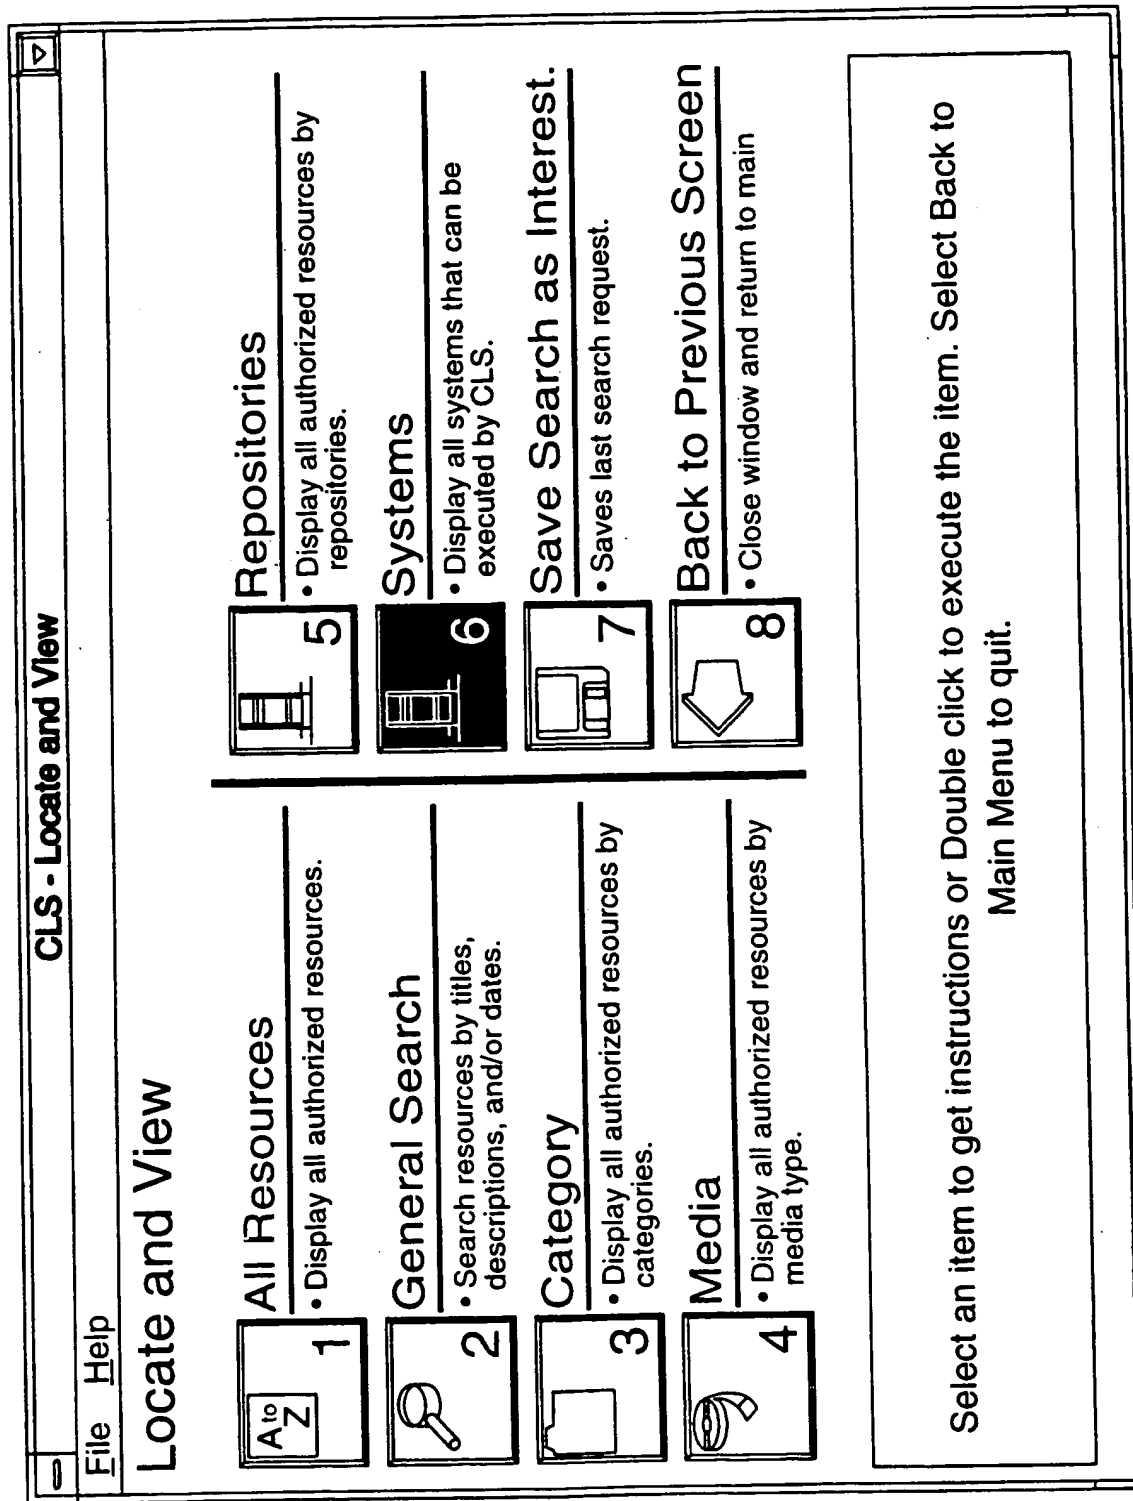 CLS - Locate and View
File Help
Locate and View
A to
Z
1
All Resources
• Display all authorized resources.
2
General Search
• Search resources by titles,
descriptions, and/or dates.
3
Category
• Display all authorized resources by
categories.
4
Media
• Display all authorized resources by
media type.
5
Repositories
• Display all authorized resources by
repositories.
6
Systems
• Display all systems that can be
executed by CLS.
7
Save Search as Interest.
• Saves last search request.
8
Back to Previous Screen
• Close window and return to main
Select an item to get instructions or Double click to execute the item. Select Back to
Main Menu to quit.